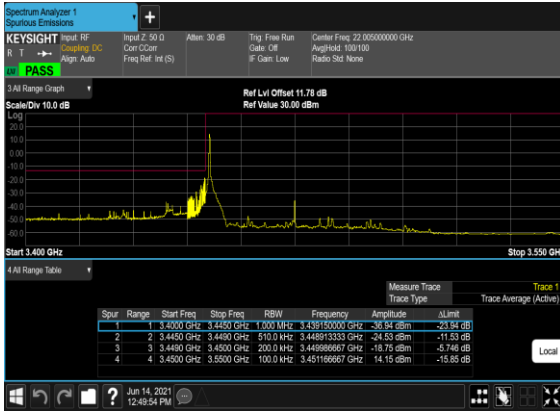 Spectrum Analyzer 1
Spurious Emissions
+
KEYSIGHT Input: RF Input Z: 50 Ω Atten: 30 dB Trig: Free Run Center Freq: 22.005000000 GHz
R T Coupling: DC Corr CCorr Gate: Off Avg|Hold: 100/100
Align: Auto Freq Ref: Int (S) IF Gain: Low Radio Std: None
PASS
3 All Range Graph
Ref Lvl Offset 11.78 dB
Scale/Div 10.0 dB Ref Value 30.00 dBm
Log
20.0
10.0
0.00
-10.0
-20.0
-30.0
-40.0
-50.0
-60.0
Start 3.400 GHz Stop 3.550 GHz
4 All Range Table
Measure Trace Trace 1
Trace Type Trace Average (Active)
Spur Range Start Freq Stop Freq RBW Frequency Amplitude ΔLimit
1 1 3.4000 GHz 3.4450 GHz 1.000 MHz 3.439150000 GHz -36.94 dBm -23.94 dB
2 2 3.4450 GHz 3.4490 GHz 510.0 kHz 3.448913333 GHz -24.53 dBm -11.53 dB
3 3 3.4490 GHz 3.4500 GHz 200.0 kHz 3.449986667 GHz -18.75 dBm -5.746 dB
4 4 3.4500 GHz 3.5500 GHz 100.0 kHz 3.451166667 GHz 14.15 dBm -15.85 dB
Local
? Jun 14, 2021
12:49:54 PM